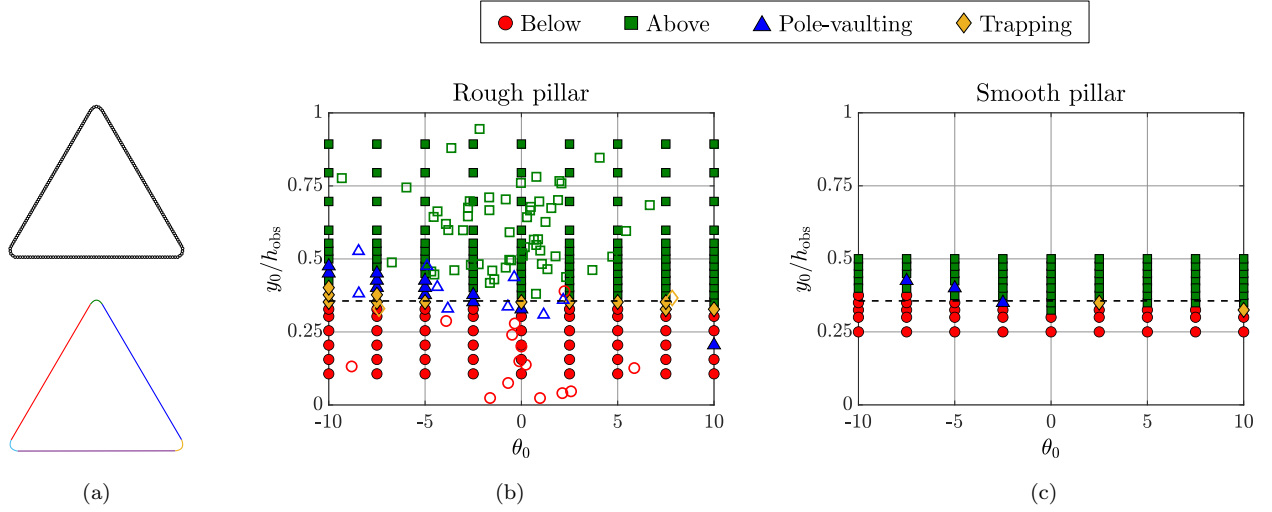 Below Above Pole-vaulting Trapping
Rough pillar
1
0.75
0.5
0.25
0
y₀/h_obs
-10 -5 0 5 10
θ₀
Smooth pillar
1
0.75
0.5
0.25
0
y₀/h_obs
-10 -5 0 5 10
θ₀
(a) (b) (c)